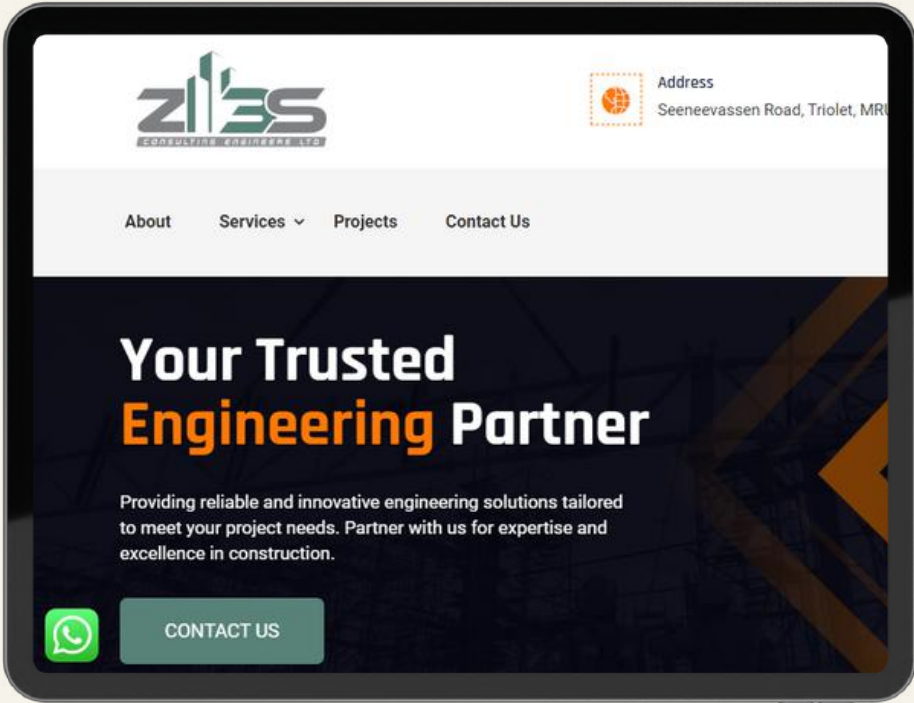 CONSULTING ENGINEERS LTD
Address
Seeneevassen Road, Triolet, MRU
About
Services
Projects
Contact Us
Your Trusted
Engineering Partner
Providing reliable and innovative engineering solutions tailored
to meet your project needs. Partner with us for expertise and
excellence in construction.
CONTACT US